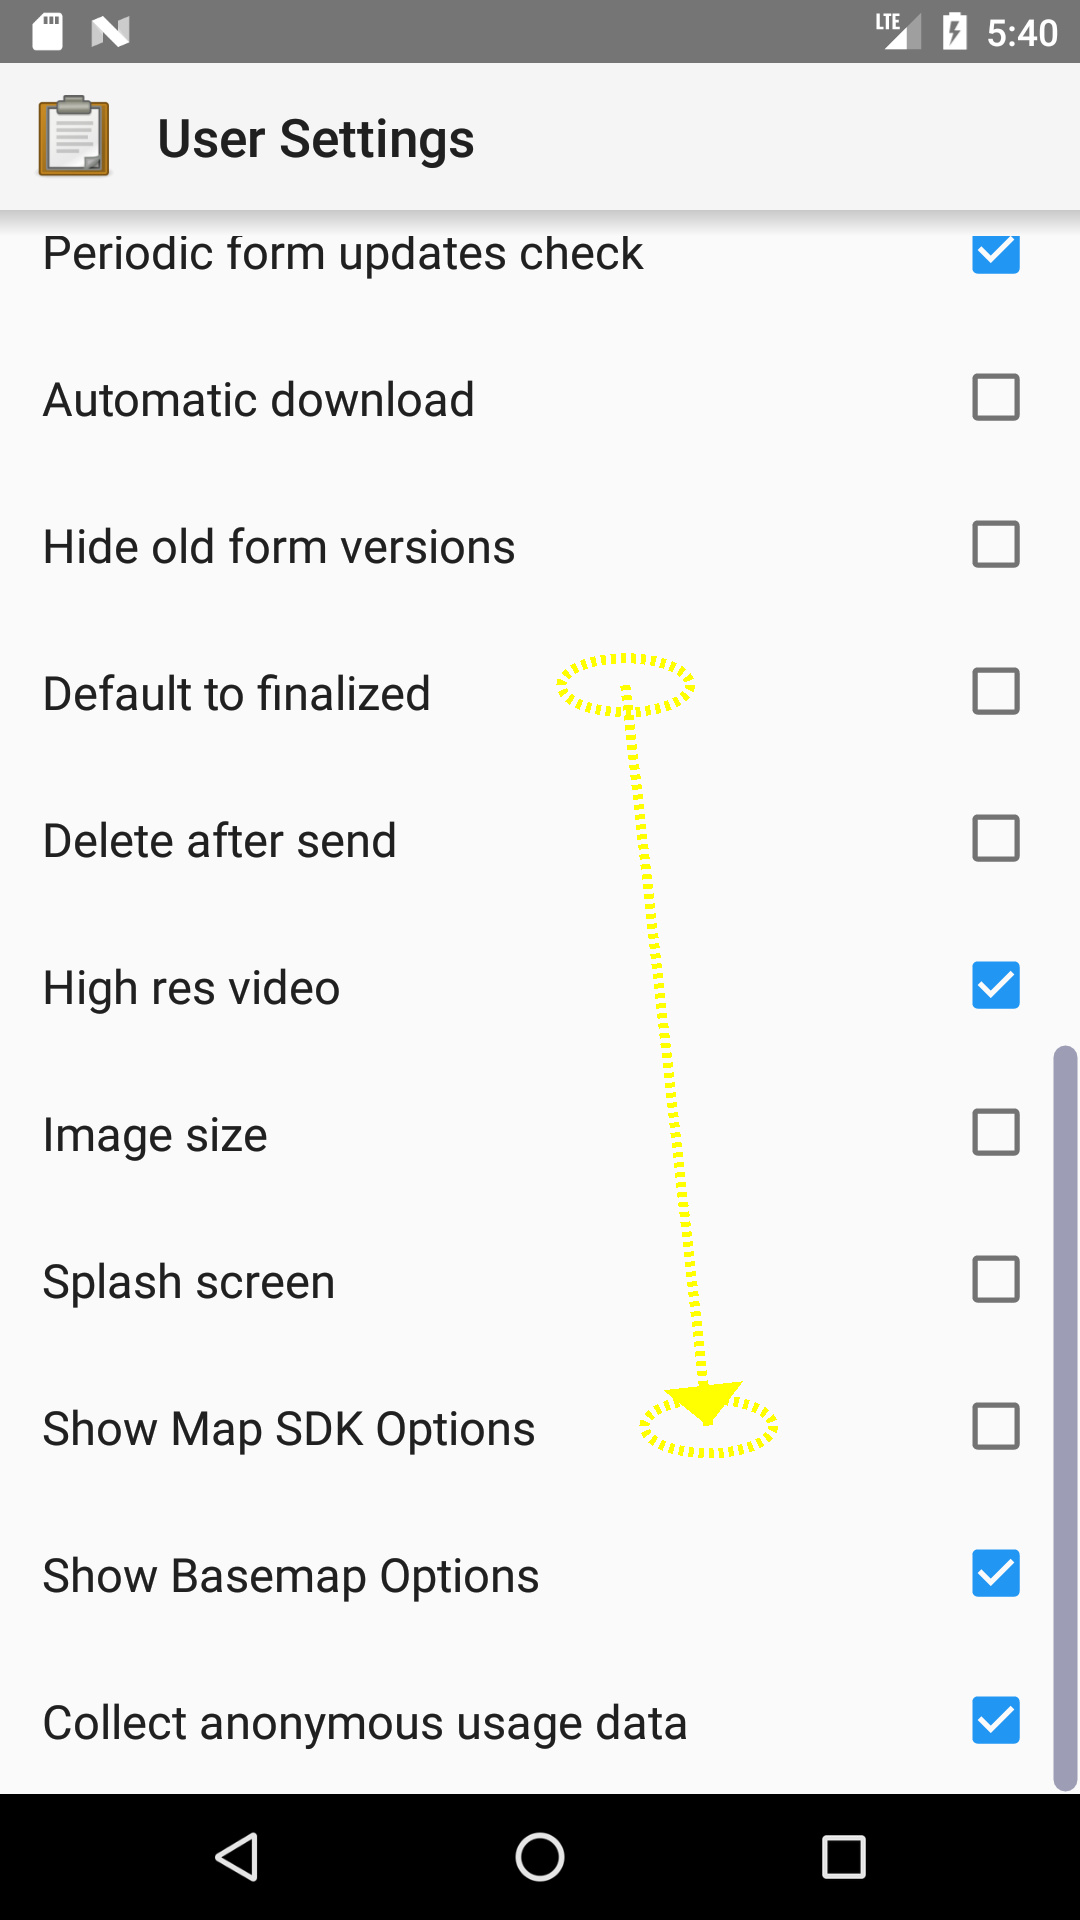 LTE
5:40
User Settings
Periodic form updates check
Automatic download
Hide old form versions
Default to finalized
Delete after send
High res video
Image size
Splash screen
Show Map SDK Options
Show Basemap Options
Collect anonymous usage data